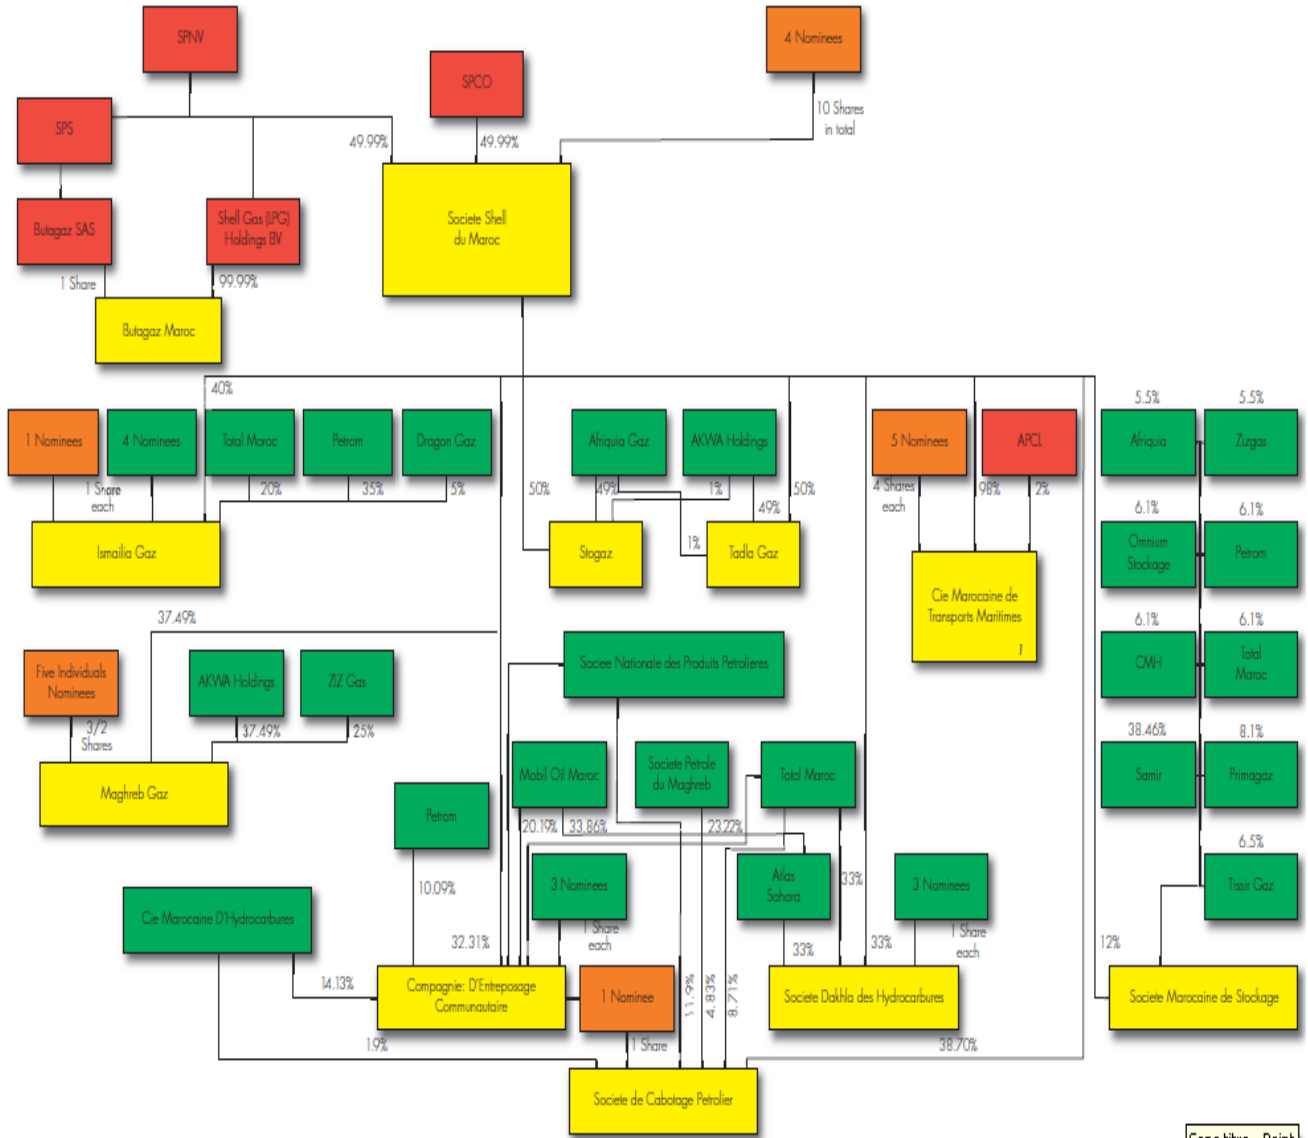 SPNV
4 Nominees
SPCO
10 Shares
in total
SPS
49.99%
49.99%
Societe Shell
du Maroc
Butagaz SAS
Shell Gas (LPG)
Holdings BV
1 Share
99.99%
Butagaz Maroc
40%
5.5%
5.5%
1 Nominees
4 Nominees
Total Moroc
Petrom
Dragon Gaz
Afriquia Gaz
AKWA Holdings
5 Nominees
APCL
Afriquia
Zizgas
1 Share
each
20%
35%
5%
50%
49%
1%
49%
50%
4 Shares
each
98%
2%
6.1%
6.1%
Ismailia Gaz
Stogaz
1%
Tadla Gaz
Omnium
Stockage
Petrom
Cie Marocaine de
Transports Maritimes
1
37.49%
6.1%
6.1%
Five Individuals
Nominees
AKWA Holdings
ZIZ Gas
Sociee Nationale des Produits Petrolieres
CMH
Total
Maroc
3/2
Shares
37.49%
25%
38.46%
8.1%
Maghreb Gaz
Mobil Oil Maroc
Societe Petrole
du Maghreb
Total Maroc
Samir
Primagaz
Petrom
20.19%
33.86%
23.22%
6.5%
10.09%
3 Nominees
Atlas
Sahara
33%
3 Nominees
Tissir Gaz
Cie Marocaine D'Hydrocarbures
1 Share
each
1 Share
each
32.31%
33%
33%
12%
14.13%
Compagnie: D'Entreposage
Communautaire
1 Nominee
11.9%
4.83%
8.71%
Societe Dakhla des Hydrocarbures
Societe Marocaine de Stockage
1.9%
1 Share
38.70%
Societe de Cabotage Petrolier